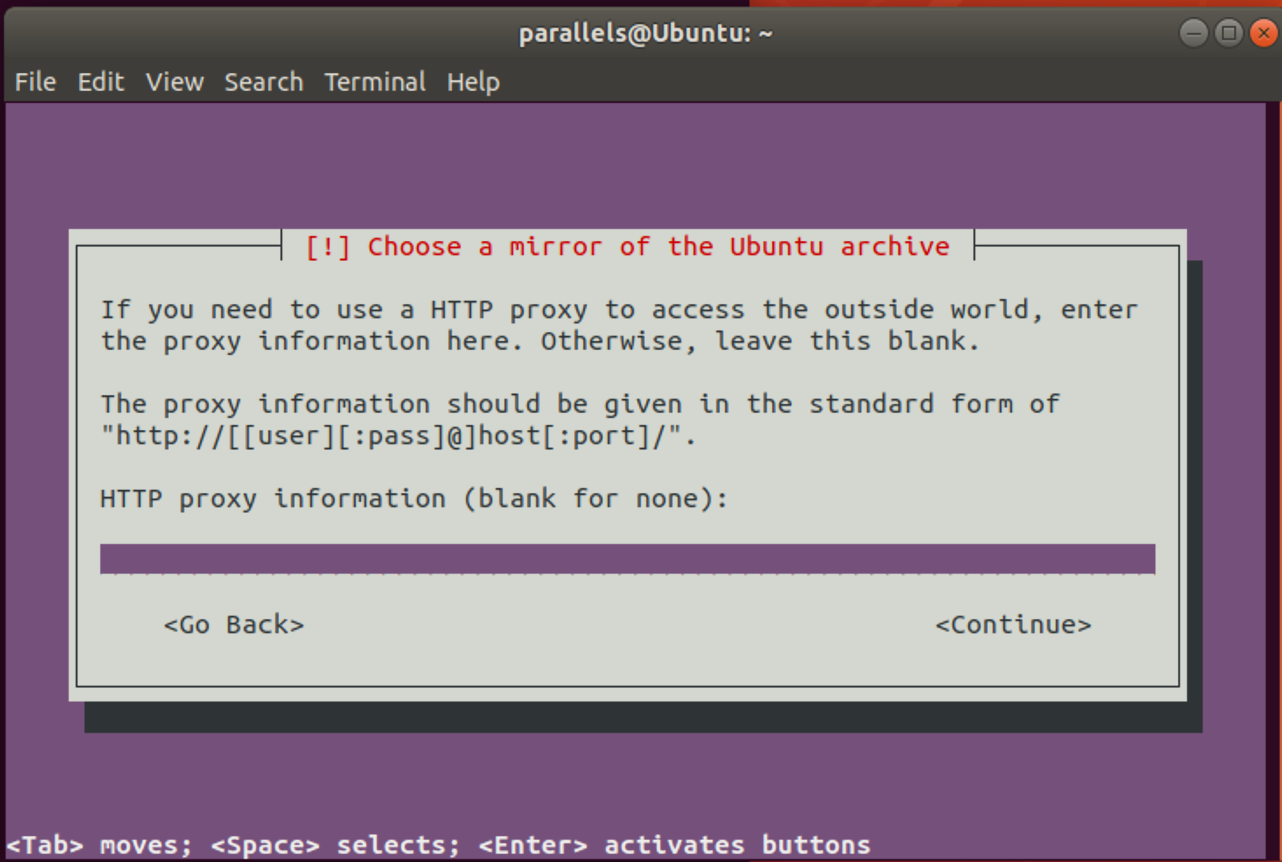 parallels@Ubuntu: ~
File Edit View Search Terminal Help
[!] Choose a mirror of the Ubuntu archive
If you need to use a HTTP proxy to access the outside world, enter
the proxy information here. Otherwise, leave this blank.
The proxy information should be given in the standard form of
"http://[[user][:pass]@]host[:port]/".
HTTP proxy information (blank for none):
<Go Back> <Continue>
<Tab> moves; <Space> selects; <Enter> activates buttons